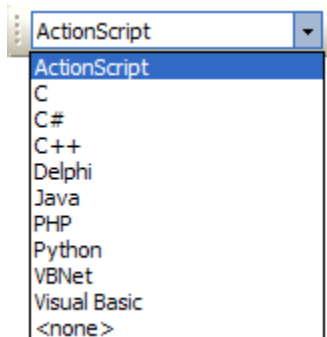 ActionScript
ActionScript
C
C#
C++
Delphi
Java
PHP
Python
VBNet
Visual Basic
<none>